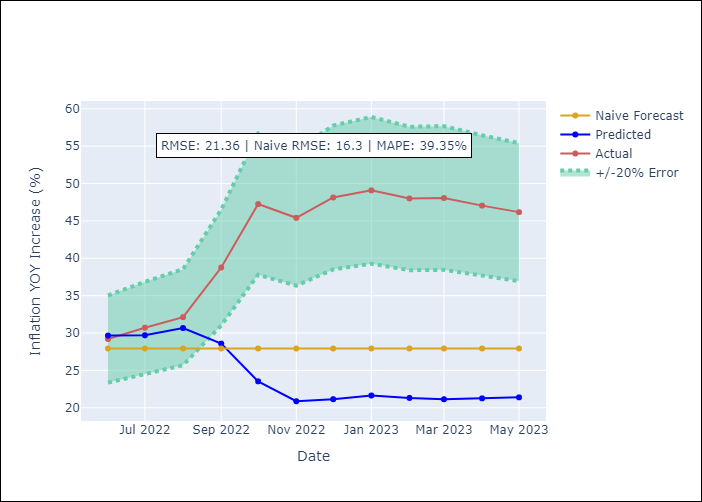 60
55
50
45
40
35
30
25
20
Inflation YOY Increase (%)
RMSE: 21.36 | Naive RMSE: 16.3 | MAPE: 39.35%
Jul 2022
Sep 2022
Nov 2022
Jan 2023
Mar 2023
May 2023
Date
Naive Forecast
Predicted
Actual
+/-20% Error